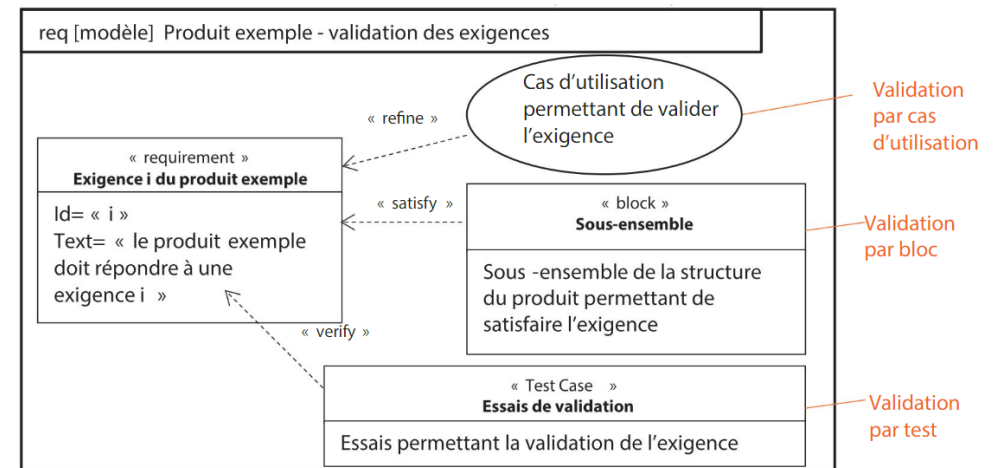 req [modèle] Produit exemple - validation des exigences
Cas d'utilisation
permettant de valider
l'exigence
Validation
par cas
d'utilisation
« refine »
« requirement »
Exigence i du produit exemple
Id= « i »
Text= « le produit exemple
doit répondre à une
exigence i »
« satisfy »
« block »
Sous-ensemble
Sous -ensemble de la structure
du produit permettant de
satisfaire l'exigence
Validation
par bloc
« verify »
« Test Case »
Essais de validation
Essais permettant la validation de l'exigence
Validation
par test